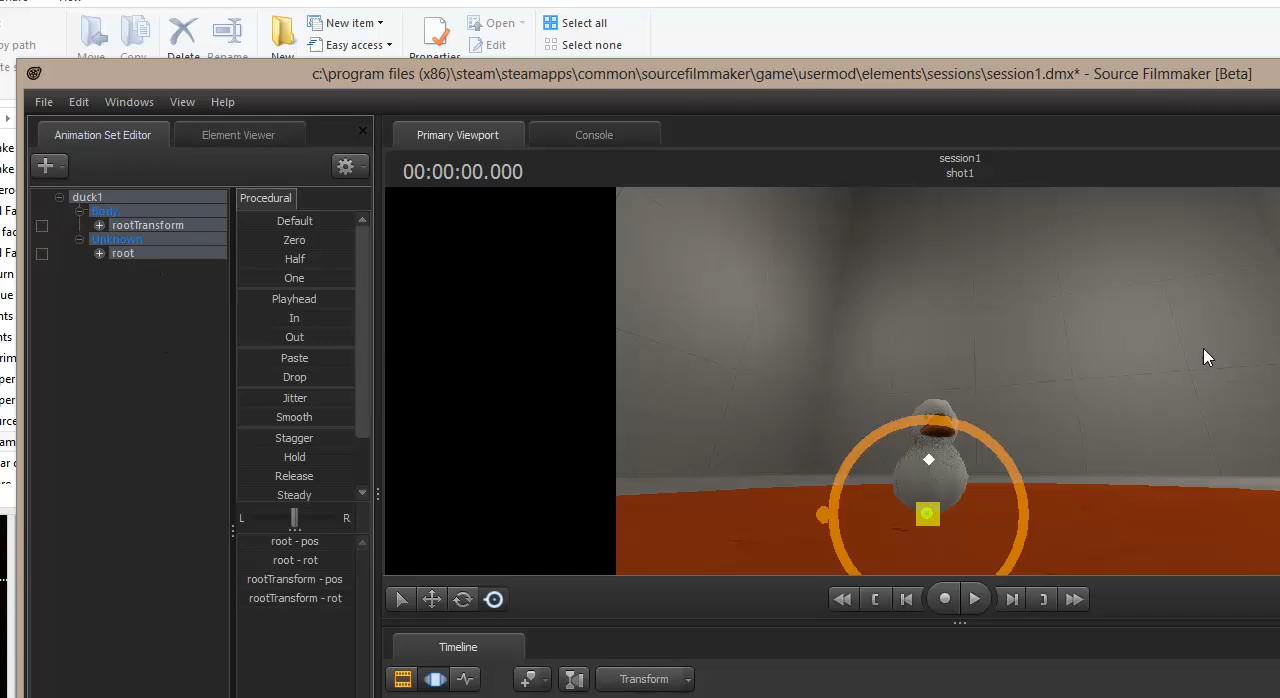 New item
Open
Select all
by path
Easy access
Edit
Select none
Move
Copy
Delete
Rename
New
Properties
c:\program files (x86)\steam\steamapps\common\sourcefilmmaker\game\usermod\elements\sessions\session1.dmx* - Source Filmmaker [Beta]
File Edit Windows View Help
Animation Set Editor
Element Viewer
Primary Viewport
Console
00:00:00.000
session1
shot1
duck1
Body
rootTransform
Unknown
root
Procedural
Default
Zero
Half
One
Playhead
In
Out
Paste
Drop
Jitter
Smooth
Stagger
Hold
Release
Steady
L R
root - pos
root - rot
rootTransform - pos
rootTransform - rot
Timeline
Transform